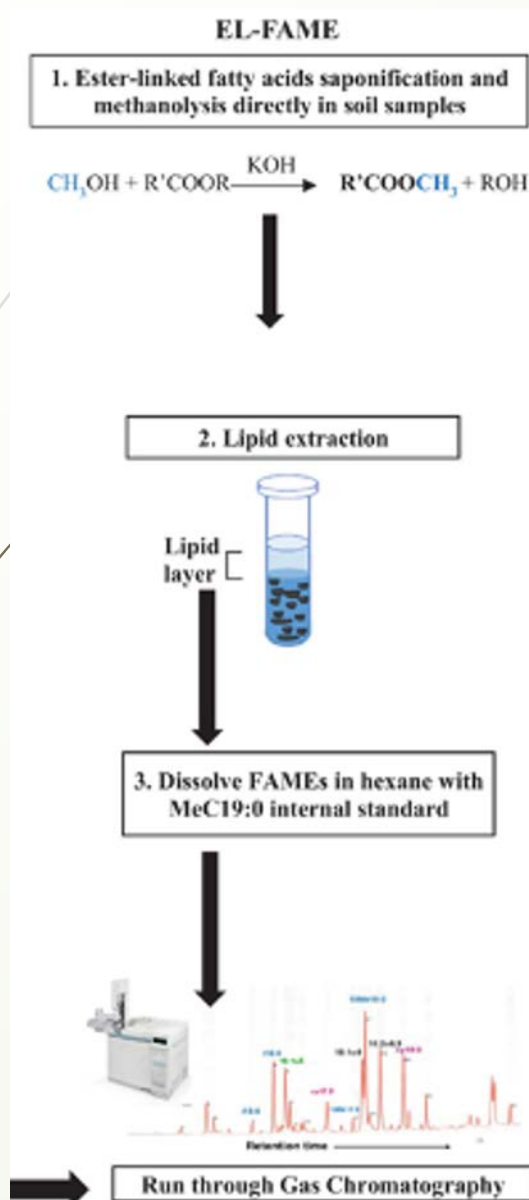 EL-FAME
1. Ester-linked fatty acids saponification and
methanolysis directly in soil samples
KOH
CH₃OH + R'COOR → R'COOCH₃ + ROH
2. Lipid extraction
Lipid
layer
3. Dissolve FAMEs in hexane with
MeC19:0 internal standard
Retention time
Run through Gas Chromatography